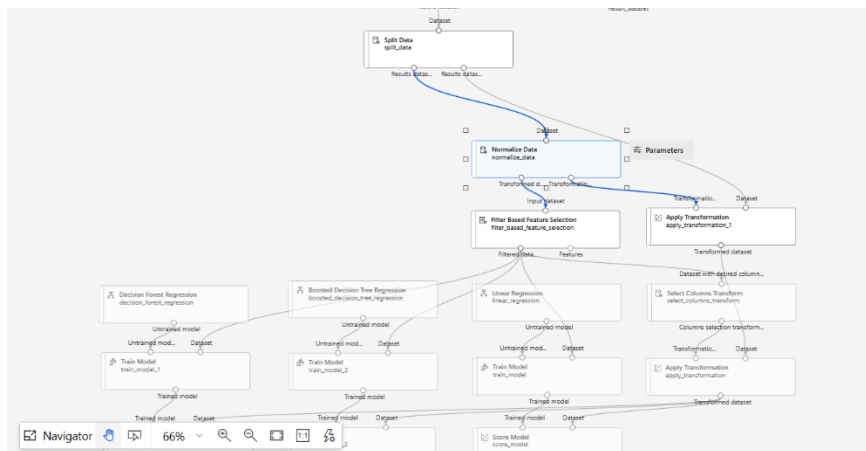 Dataset
Split Data
split_data
Results datas... Results datas...
Dataset
Normalize Data
normalize_data
Parameters
Transformed d... Transformatio...
Input dataset
Transformatio... Dataset
Filter Based Feature Selection
filter_based_feature_selection
Apply Transformation
apply_transformation_1
Filtered data... Features
Transformed dataset
Dataset with desired column...
Decision Forest Regression
decision_forest_regression
Boosted Decision Tree Regression
boosted_decision_tree_regression
Linear Regression
linear_regression
Select Columns Transform
select_columns_transform
Untrained model
Untrained model
Untrained model
Columns selection transform...
Untrained mod... Dataset
Untrained mod... Dataset
Untrained mod... Dataset
Transformatio... Dataset
Train Model
train_model_1
Train Model
train_model_2
Train Model
train_model
Apply Transformation
apply_transformation
Trained model
Trained model
Trained model
Transformed dataset
Trained model Dataset
Trained model Dataset
Trained model Dataset
Navigator
66%
1:1
Score Model
score_model